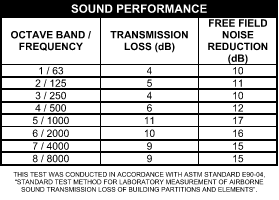 SOUND PERFORMANCE
OCTAVE BAND / FREQUENCY
TRANSMISSION LOSS (dB)
FREE FIELD NOISE REDUCTION (dB)
1 / 63 4 10
2 / 125 5 11
3 / 250 4 10
4 / 500 6 12
5 / 1000 11 17
6 / 2000 10 16
7 / 4000 9 15
8 / 8000 9 15
THIS TEST WAS CONDUCTED IN ACCORDANCE WITH ASTM STANDARD E90-04,
"STANDARD TEST METHOD FOR LABORATORY MEASUREMENT OF AIRBORNE
SOUND TRANSMISSION LOSS OF BUILDING PARTITIONS AND ELEMENTS".